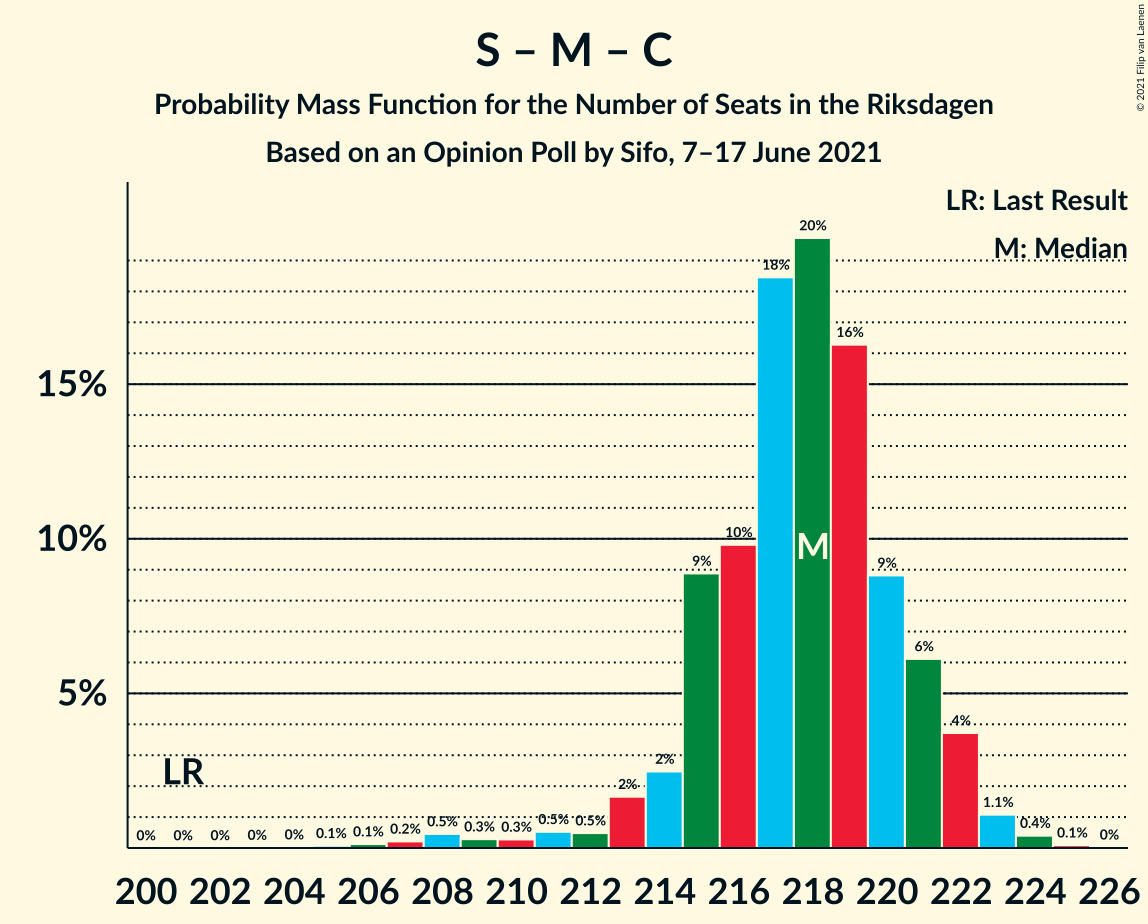 S – M – C
Probability Mass Function for the Number of Seats in the Riksdagen
Based on an Opinion Poll by Sifo, 7–17 June 2021
© 2021 Filip van Laenen
LR: Last Result
M: Median
15%
10%
5%
LR
M
0% 0% 0% 0% 0% 0.1% 0.1% 0.2% 0.5% 0.3% 0.3% 0.5% 0.5% 2% 2% 9% 10% 18% 20% 16% 9% 6% 4% 1.1% 0.4% 0.1% 0%
200 202 204 206 208 210 212 214 216 218 220 222 224 226